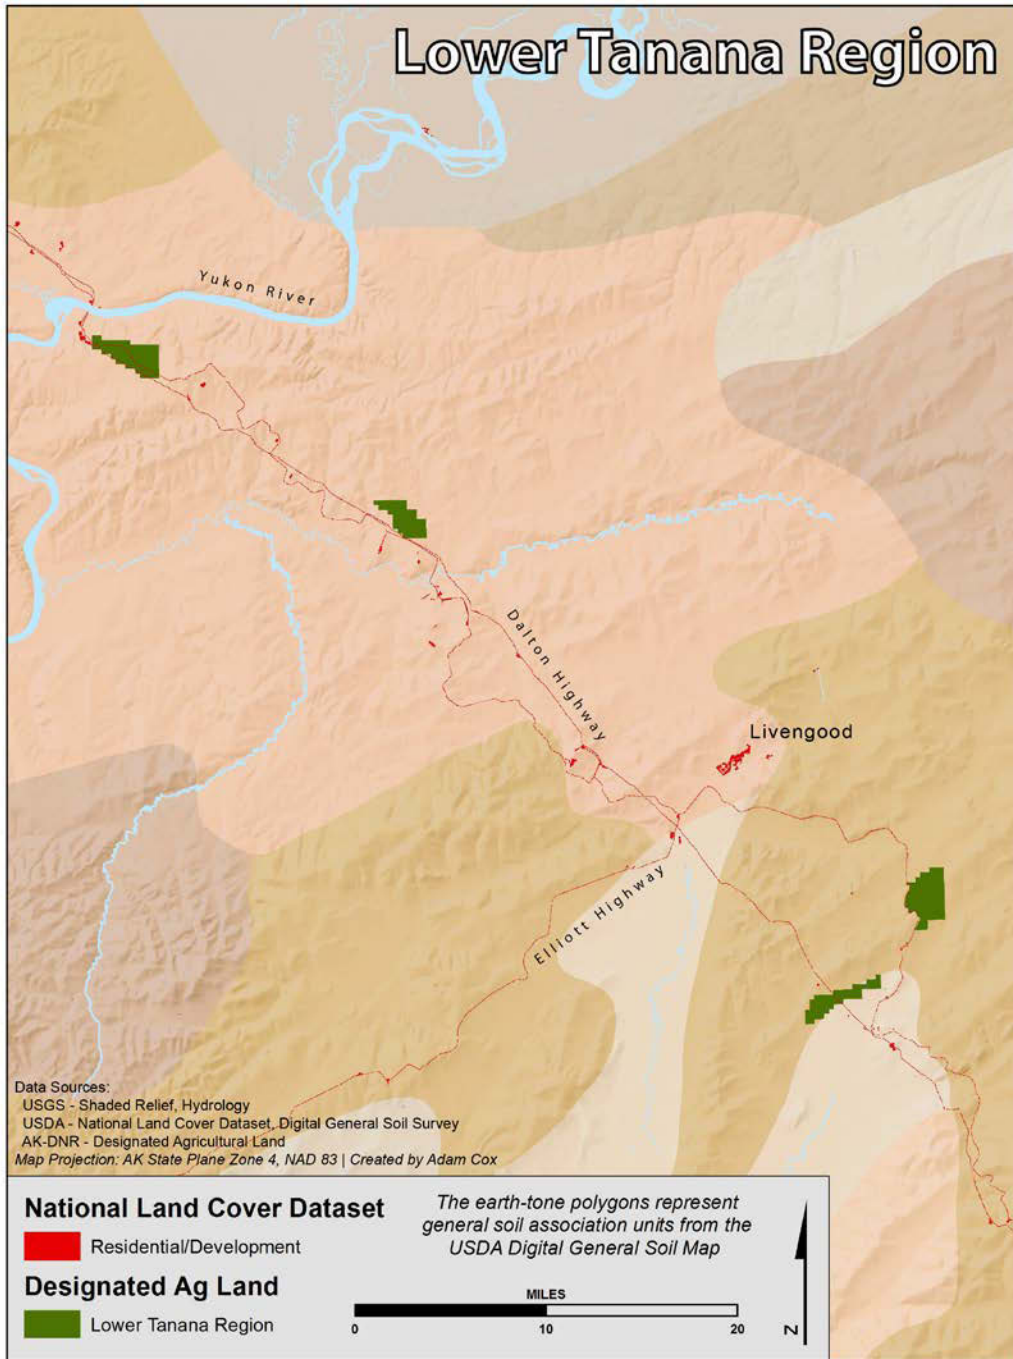 Lower Tanana Region
Yukon River
Dalton Highway
Livengood
Elliott Highway
Data Sources:
USGS - Shaded Relief, Hydrology
USDA - National Land Cover Dataset, Digital General Soil Survey
AK-DNR - Designated Agricultural Land
Map Projection: AK State Plane Zone 4, NAD 83 | Created by Adam Cox
National Land Cover Dataset
Residential/Development
Designated Ag Land
Lower Tanana Region
The earth-tone polygons represent
general soil association units from the
USDA Digital General Soil Map
MILES
0 10 20
N